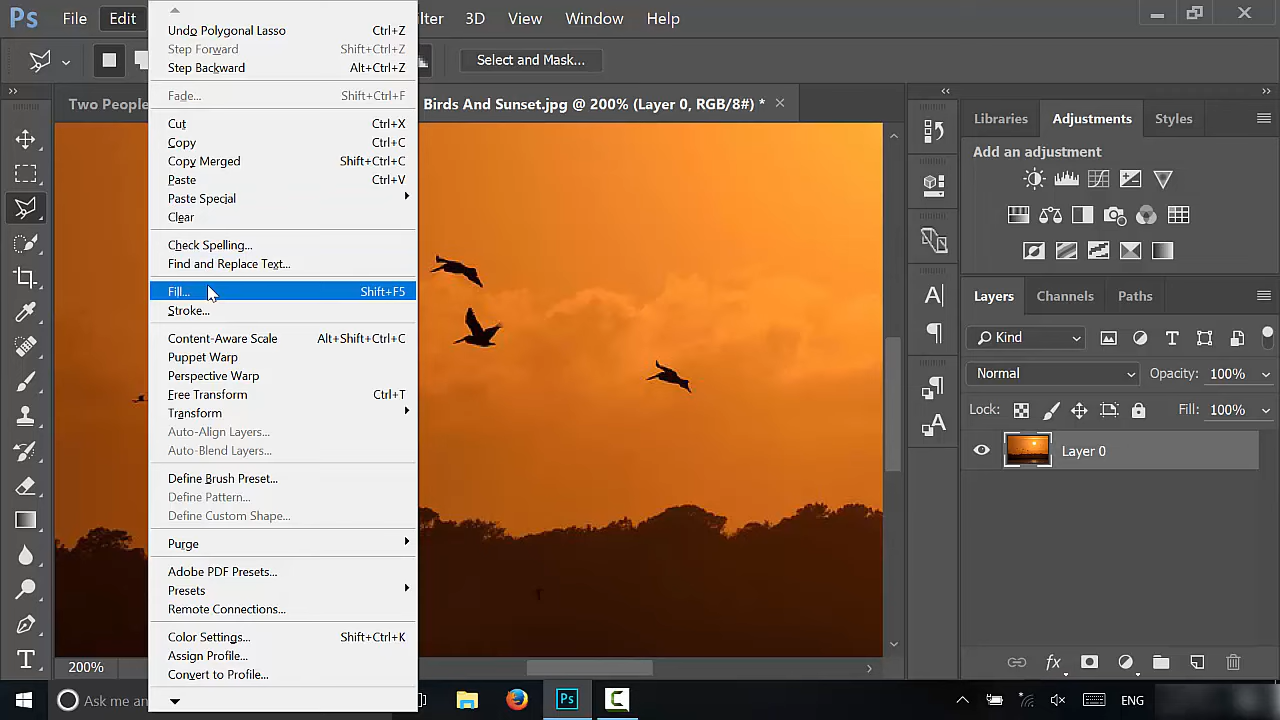 Ps File Edit lter 3D View Window Help
Select and Mask...
Two People
Birds And Sunset.jpg @ 200% (Layer 0, RGB/8#) *
Undo Polygonal Lasso Ctrl+Z
Step Forward Shift+Ctrl+Z
Step Backward Alt+Ctrl+Z
Fade... Shift+Ctrl+F
Cut Ctrl+X
Copy Ctrl+C
Copy Merged Shift+Ctrl+C
Paste Ctrl+V
Paste Special
Clear
Check Spelling...
Find and Replace Text...
Fill... Shift+F5
Stroke...
Content-Aware Scale Alt+Shift+Ctrl+C
Puppet Warp
Perspective Warp
Free Transform Ctrl+T
Transform
Auto-Align Layers...
Auto-Blend Layers...
Define Brush Preset...
Define Pattern...
Define Custom Shape...
Purge
Adobe PDF Presets...
Presets
Remote Connections...
Color Settings... Shift+Ctrl+K
Assign Profile...
Convert to Profile...
Libraries Adjustments Styles
Add an adjustment
Layers Channels Paths
Kind
Normal Opacity: 100%
Lock: Fill: 100%
Layer 0
fx
200%
Ask me an
Ps
ENG